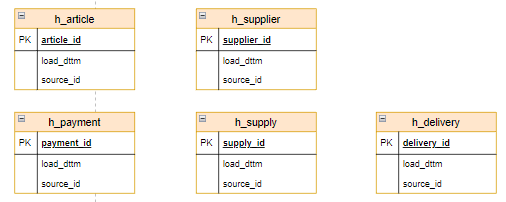 h_article
PK article_id
load_dttm
source_id
h_supplier
PK supplier_id
load_dttm
source_id
h_payment
PK payment_id
load_dttm
source_id
h_supply
PK supply_id
load_dttm
source_id
h_delivery
PK delivery_id
load_dttm
source_id